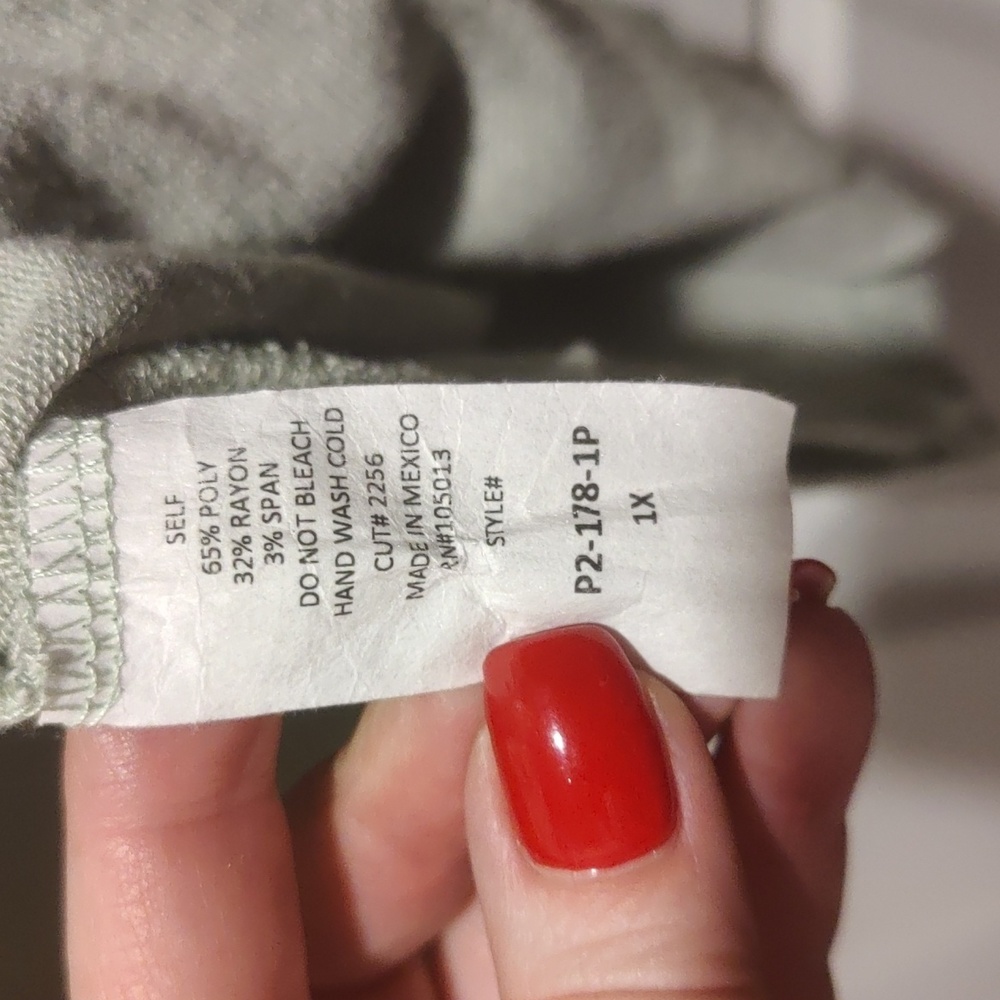 SELF
65% POLY
32% RAYON
3% SPAN
DO NOT BLEACH
HAND WASH COLD
CUT# 2256
MADE IN MEXICO
RN#105013
STYLE#
P2-178-1P
1X